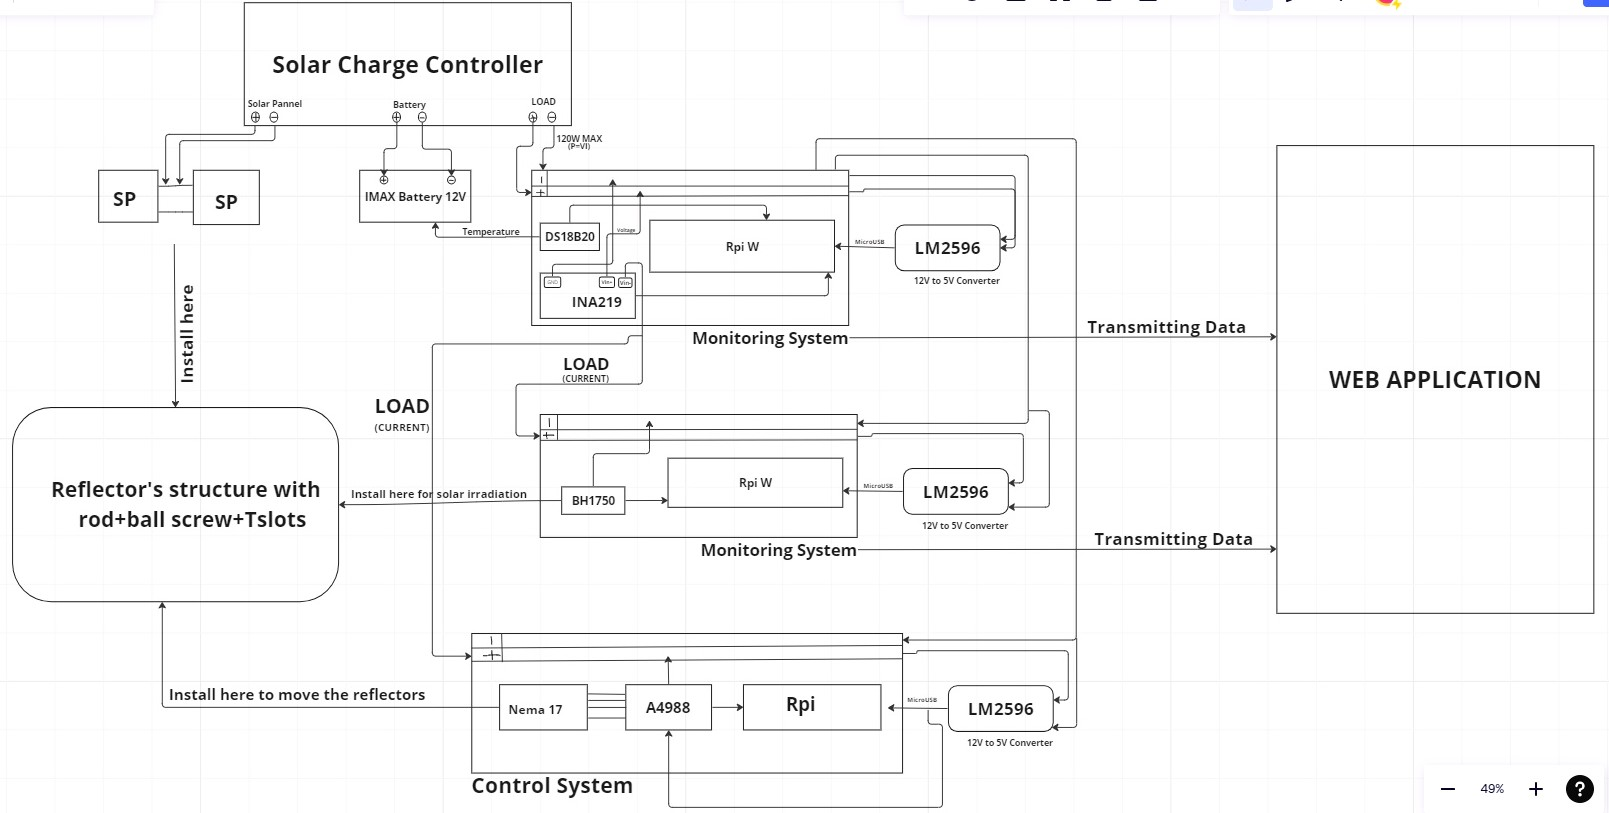 Solar Charge Controller
Solar Pannel
Battery
LOAD
120W MAX
(P=VI)
SP
SP
IMAX Battery 12V
Temperature
DS18B20
Voltage
Rpi W
MicroUSB
LM2596
12V to 5V Converter
GND
Vin+
Vin-
INA219
Monitoring System
Transmitting Data
Install here
WEB APPLICATION
LOAD
(CURRENT)
LOAD
(CURRENT)
Reflector's structure with
rod+ball screw+Tslots
Install here for solar irradiation
BH1750
Rpi W
MicroUSB
LM2596
12V to 5V Converter
Monitoring System
Transmitting Data
Install here to move the reflectors
Nema 17
A4988
Rpi
MicroUSB
LM2596
12V to 5V Converter
Control System
49%